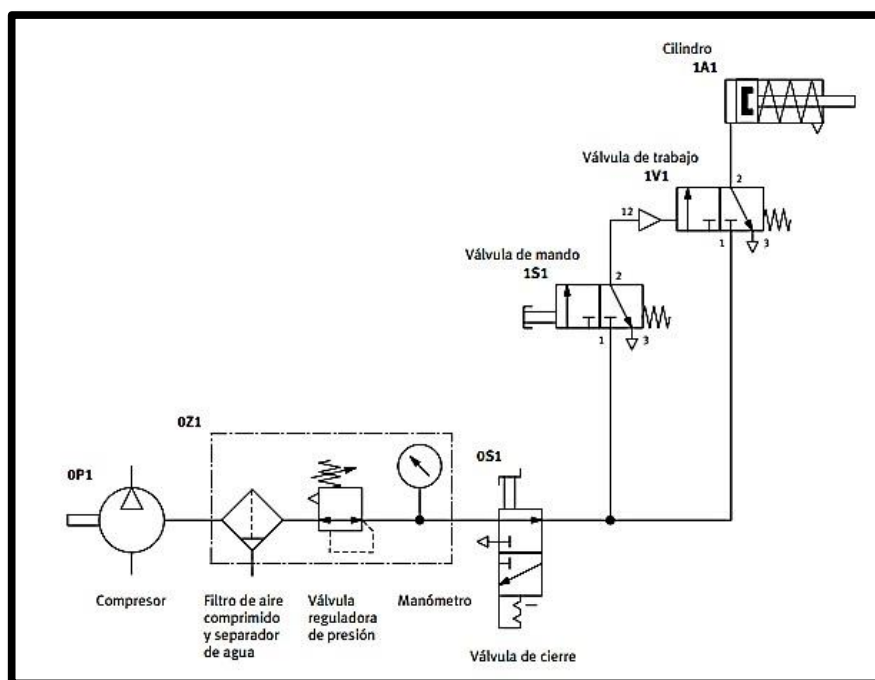 Cilindro
1A1
Válvula de trabajo
1V1
2
12
1
3
Válvula de mando
1S1
2
1
3
0Z1
0P1
0S1
Compresor
Filtro de aire
comprimido
y separador
de agua
Válvula
reguladora
de presión
Manómetro
Válvula de cierre